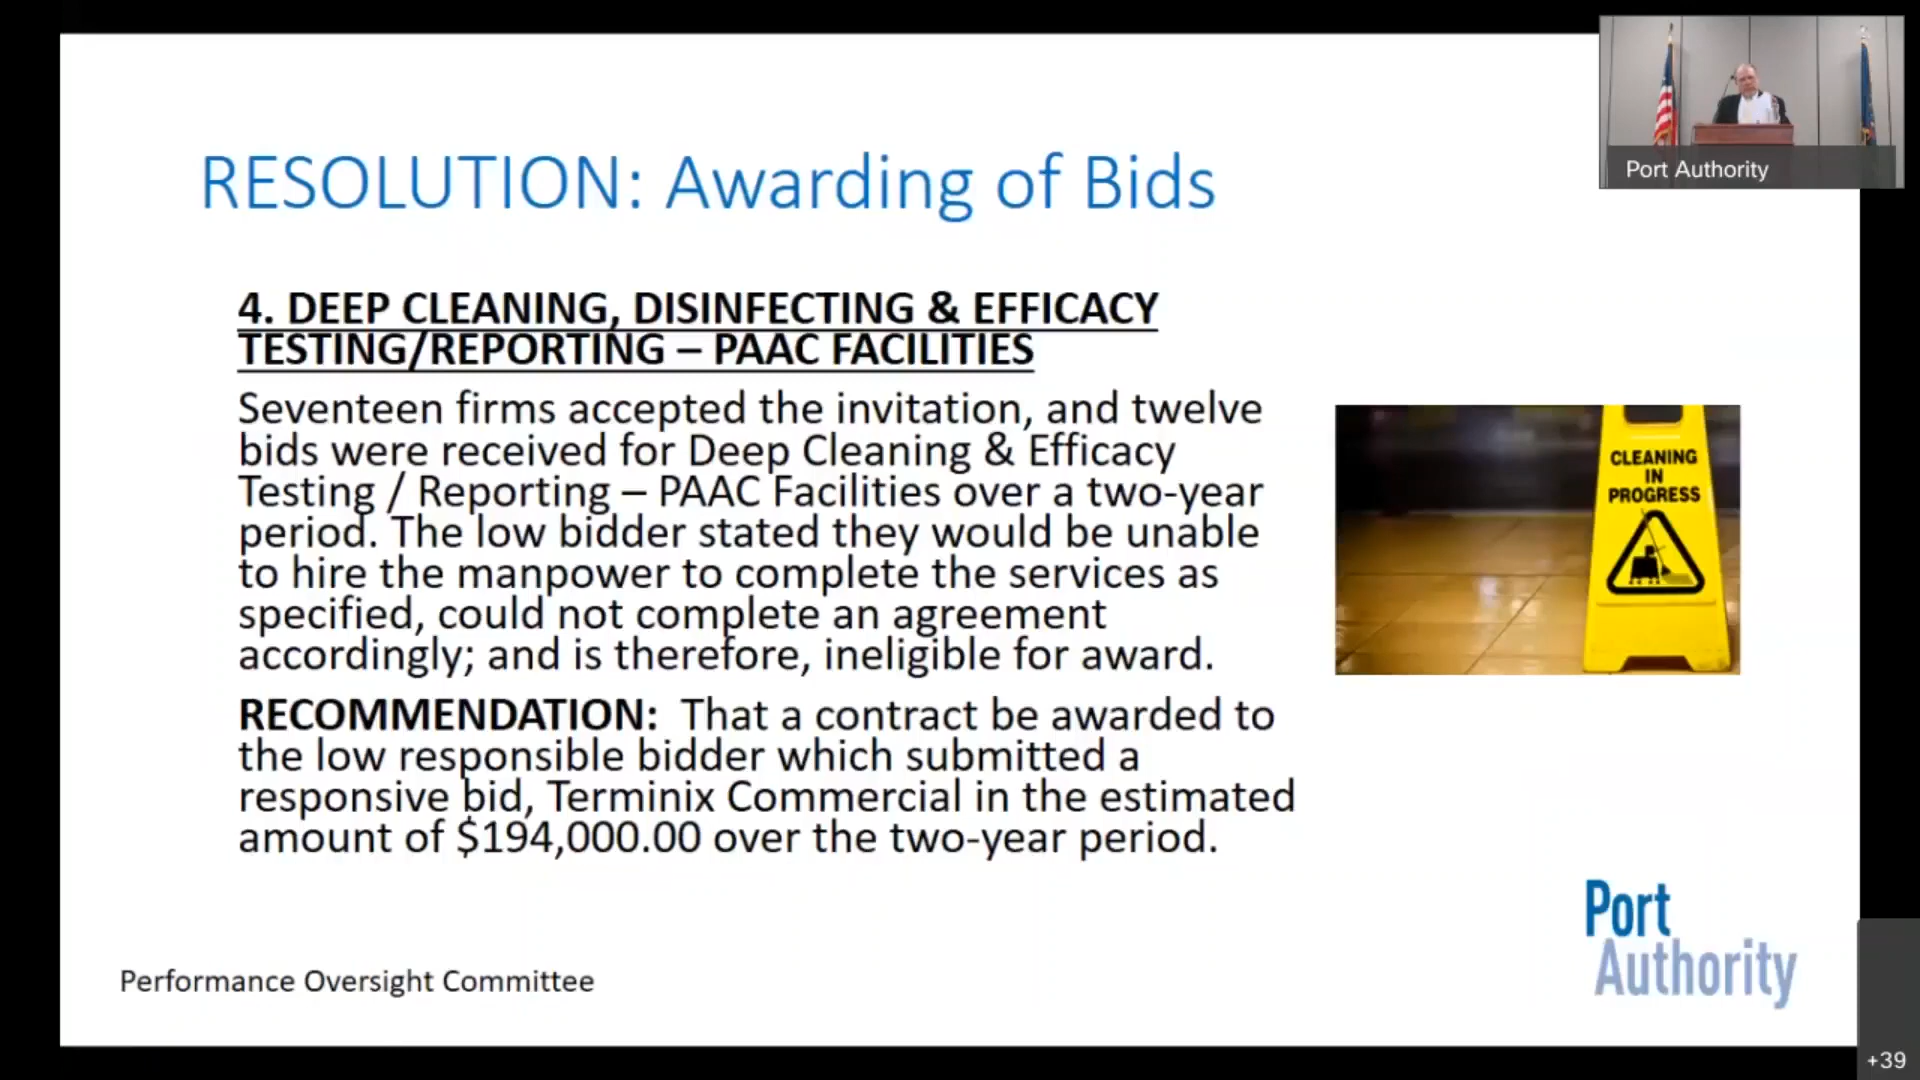 Port Authority
RESOLUTION: Awarding of Bids
4. DEEP CLEANING, DISINFECTING & EFFICACY
TESTING/REPORTING – PAAC FACILITIES
Seventeen firms accepted the invitation, and twelve
bids were received for Deep Cleaning & Efficacy
Testing / Reporting – PAAC Facilities over a two-year
period. The low bidder stated they would be unable
to hire the manpower to complete the services as
specified, could not complete an agreement
accordingly; and is therefore, ineligible for award.
RECOMMENDATION: That a contract be awarded to
the low responsible bidder which submitted a
responsive bid, Terminix Commercial in the estimated
amount of $194,000.00 over the two-year period.
CLEANING
IN
PROGRESS
Performance Oversight Committee
Port
Authority
+39